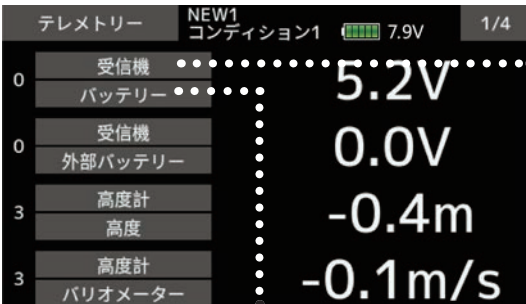 テレメトリー
NEW1
コンディション1 7.9V
1/4
0
受信機
バッテリー
5.2V
0
受信機
外部バッテリー
0.0V
3
高度計
高度
-0.4m
3
高度計
バリオメーター
-0.1m/s